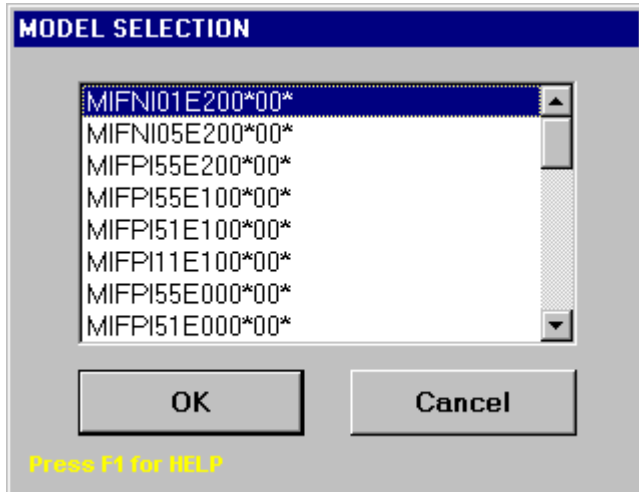 MODEL SELECTION
MIFNI01E200*00*
MIFNI05E200*00*
MIFPI55E200*00*
MIFPI55E100*00*
MIFPI51E100*00*
MIFPI11E100*00*
MIFPI55E000*00*
MIFPI51E000*00*
OK Cancel
Press F1 for HELP